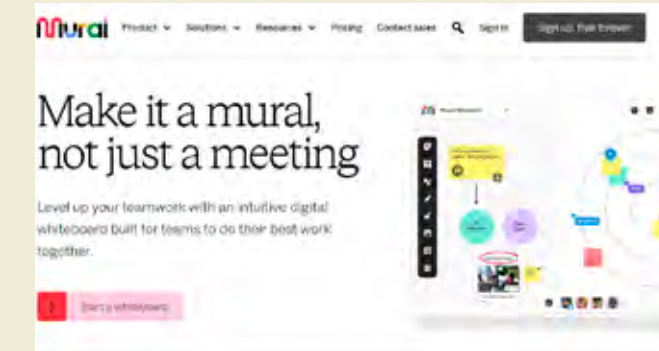 Mural Product Solutions Resources Pricing Contact sales Sign in Sign up, free forever
Make it a mural,
not just a meeting
Level up your teamwork with an intuitive digital
whiteboard built for teams to do their best work
together.
Start a whiteboard